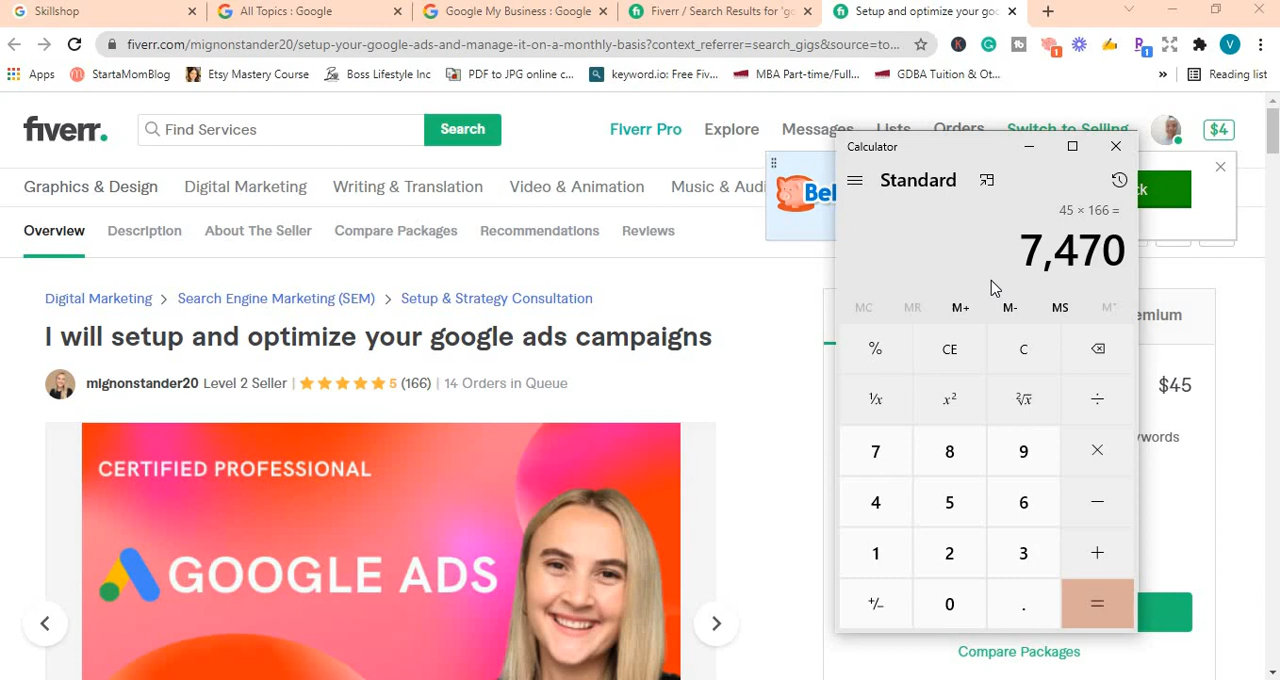 Skillshop
All Topics : Google
Google My Business : Google
Fiverr / Search Results for 'go
Setup and optimize your goo
fiverr.com/mignonstander20/setup-your-google-ads-and-manage-it-on-a-monthly-basis?context_referrer=search_gigs&source=to...
V
Apps
StartaMomBlog
Etsy Mastery Course
Boss Lifestyle Inc
PDF to JPG online c...
keyword.io: Free Fiv...
MBA Part-time/Full...
GDBA Tuition & Ot...
»
Reading list
fiverr.
Find Services
Search
Fiverr Pro
Explore
Messages
Lists
Orders
Switch to Selling
$4
Graphics & Design
Digital Marketing
Writing & Translation
Video & Animation
Music & Audi
Overview
Description
About The Seller
Compare Packages
Recommendations
Reviews
Digital Marketing > Search Engine Marketing (SEM) > Setup & Strategy Consultation
I will setup and optimize your google ads campaigns
mignonstander20 Level 2 Seller | 5 (166) | 14 Orders in Queue
CERTIFIED PROFESSIONAL
GOOGLE ADS
Calculator
Standard
45 × 166 =
7,470
MC MR M+ M- MS M˅
% CE C
1/x x² ²√x ÷
7 8 9 ×
4 5 6 −
1 2 3 +
+/− 0 . =
emium
$45
ywords
Compare Packages